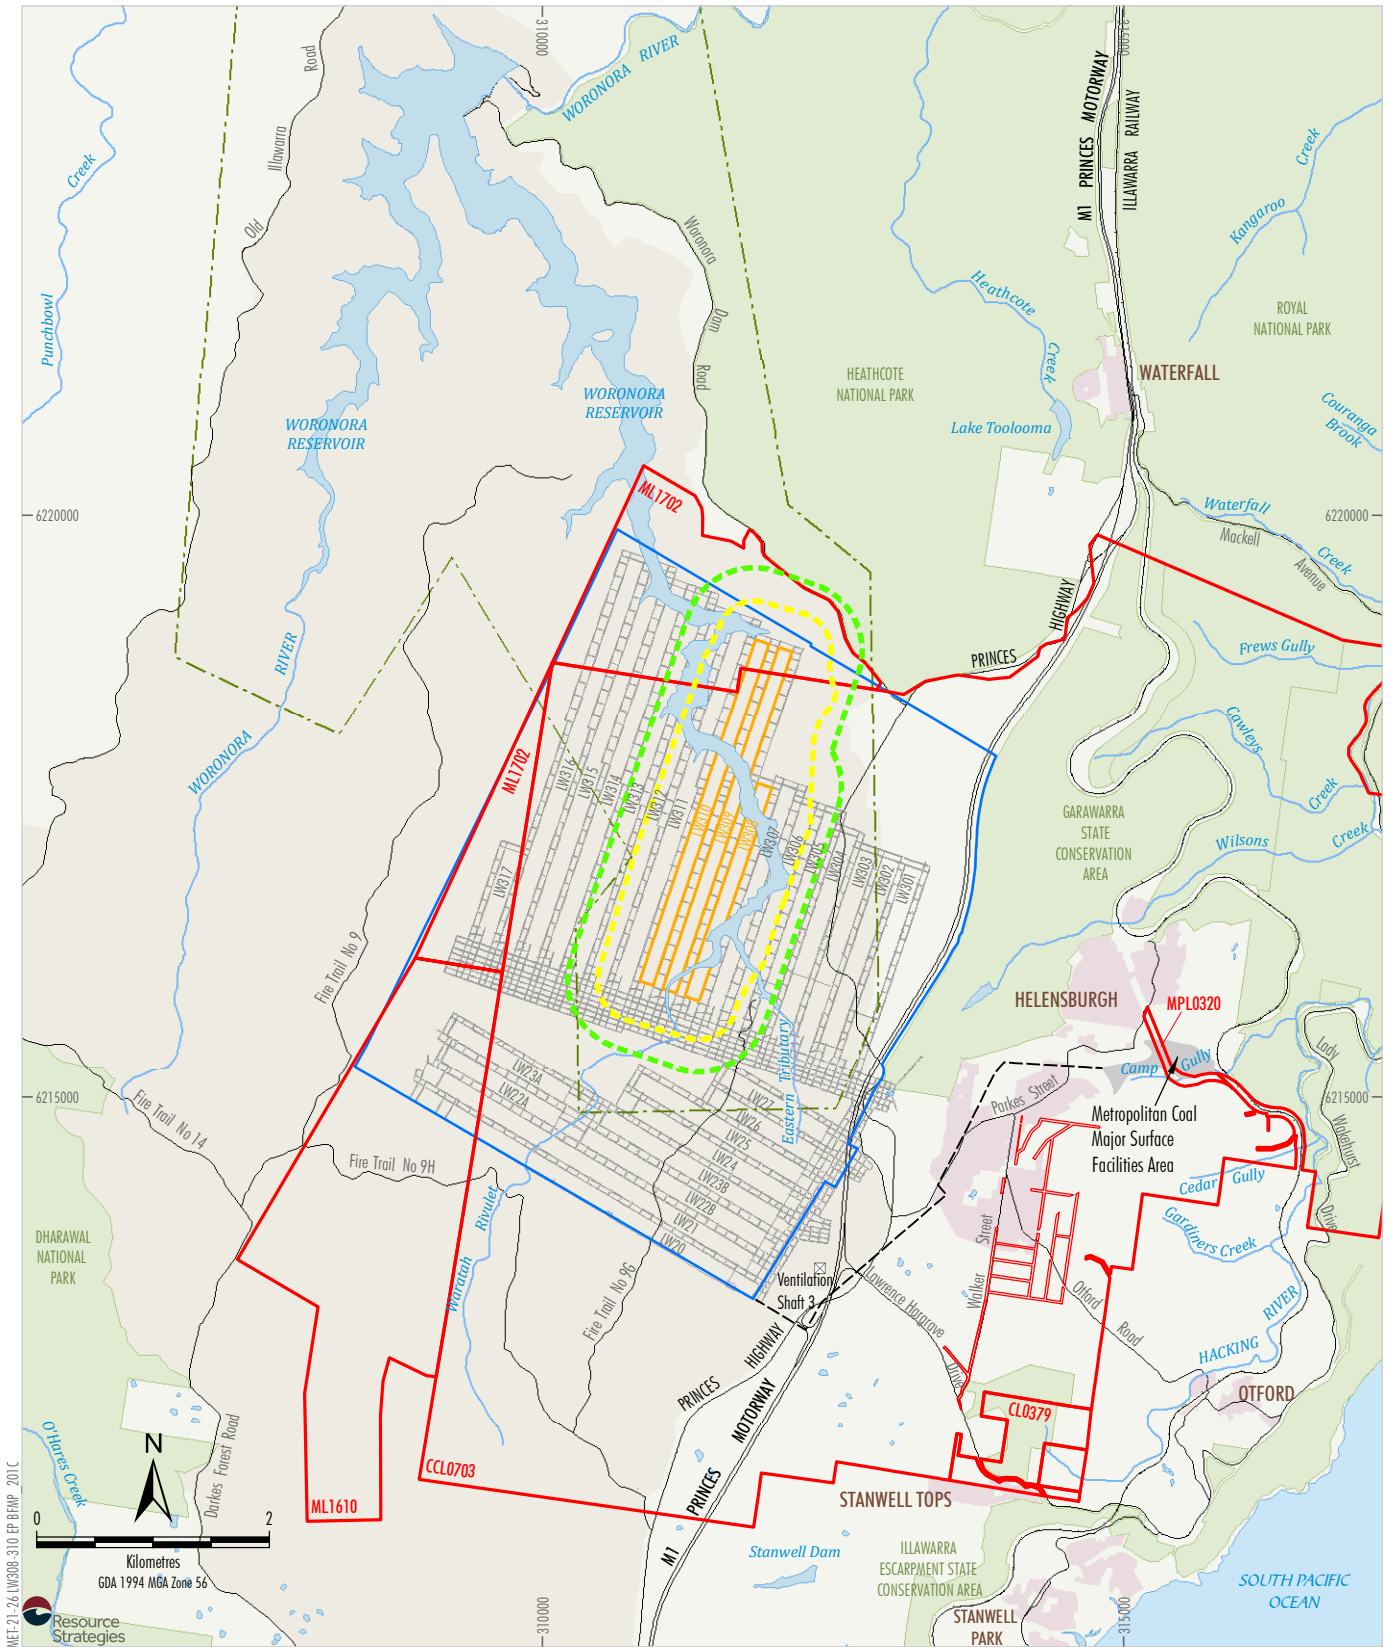 310000
315000
WORONORA RIVER
Road
Illawarra
Old
Creek
Punchbowl
M1 PRINCES MOTORWAY
ILLAWARRA RAILWAY
Creek
Kangaroo
Woronora
Dam
Road
Heathcote
Creek
ROYAL
NATIONAL PARK
HEATHCOTE
NATIONAL PARK
WATERFALL
WORONORA
RESERVOIR
WORONORA
RESERVOIR
Lake Toolooma
Couranga
Brook
6220000
6220000
ML1702
Waterfall
Creek
Mackell
Avenue
HIGHWAY
PRINCES
Frews Gully
RIVER
WORONORA
Cawleys
Creek
ML1702
LW316
LW315
LW314
LW313
LW312
LW311
LW310
LW309
LW308
LW307
LW306
LW305
LW304
LW303
LW302
LW301
LW317
GARAWARRA
STATE
CONSERVATION
AREA
Wilsons
Creek
Fire Trail No 9
HELENSBURGH
MPL0320
Eastern Tributary
Camp Gully
Lady
Wakehurst
Drive
Parkes Street
6215000
6215000
Metropolitan Coal
Major Surface
Facilities Area
LW23A
LW22A
LW27
LW26
LW25
LW24
LW23B
LW22B
LW21
LW20
Fire Trail No 14
Fire Trail No 9H
Cedar Gully
Gardiners Creek
Waratah Rivulet
Fire Trail No 9G
DHARAWAL
NATIONAL
PARK
Ventilation
Shaft 3
Lawrence Hargrave
Drive
Walker
Street
Otford
Road
HACKING RIVER
PRINCES
HIGHWAY
OTFORD
CL0379
M1 PRINCES MOTORWAY
O'Hares Creek
Darkes Forest Road
CCL0703
ML1610
STANWELL TOPS
Stanwell Dam
ILLAWARRA
ESCARPMENT STATE
CONSERVATION AREA
STANWELL
PARK
SOUTH PACIFIC
OCEAN
N
0
2
Kilometres
GDA 1994 MGA Zone 56
Resource
Strategies
MET-21-26 LW308-310 EP BFMP_201C
310000
315000